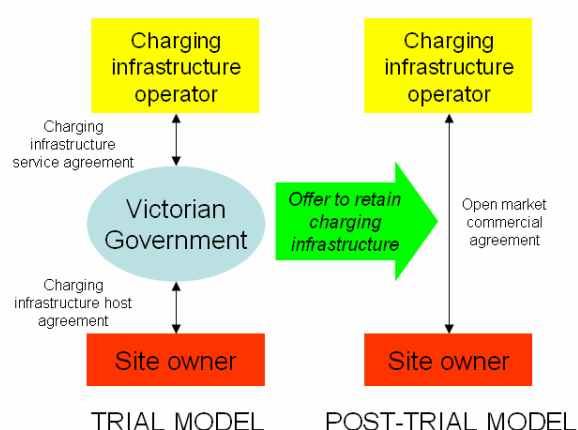 Charging
infrastructure
operator
Charging
infrastructure
operator
Charging
infrastructure
service agreement
Victorian
Government
Offer to retain
charging
infrastructure
Open market
commercial
agreement
Charging
infrastructure host
agreement
Site owner
Site owner
TRIAL MODEL
POST-TRIAL MODEL